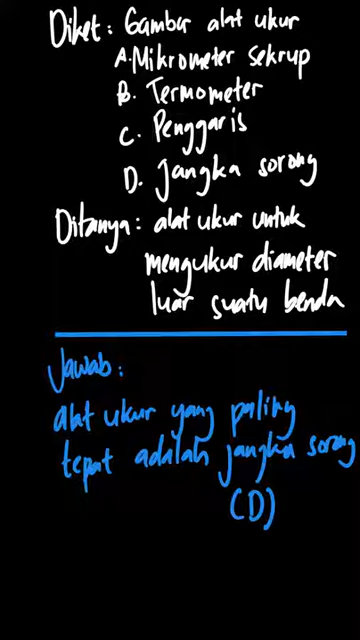 Diket: Gambar alat ukur
A. Mikrometer sekrup
B. Termometer
C. Penggaris
D. Jangka sorong
Ditanya: alat ukur untuk
mengukur diameter
luar suatu benda
Jawab:
alat ukur yang paling
tepat adalah jangka sorong
(D)